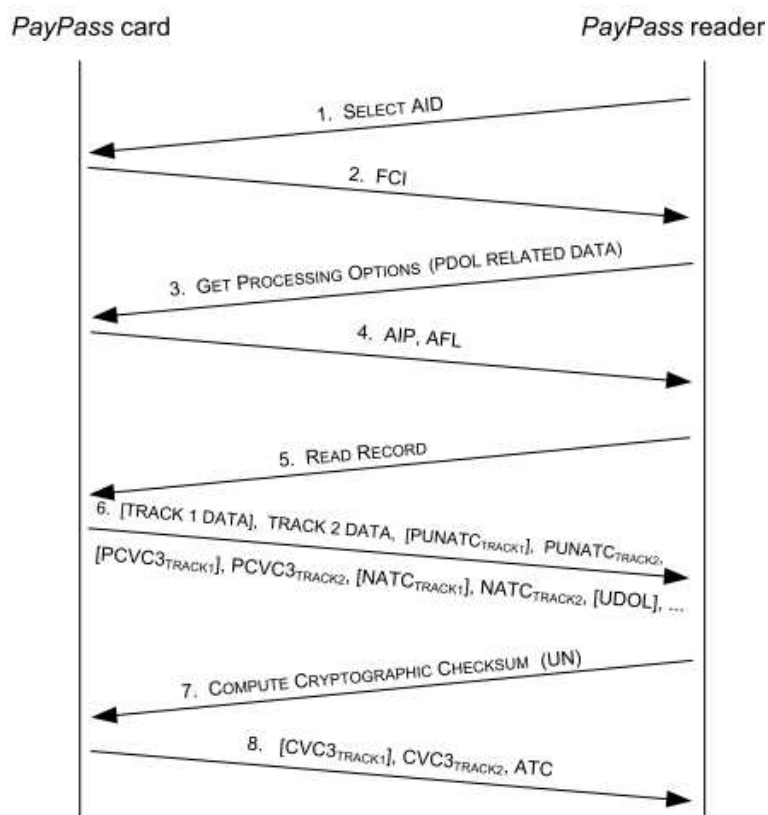 PayPass card
PayPass reader
1. SELECT AID
2. FCI
3. GET PROCESSING OPTIONS (PDOL RELATED DATA)
4. AIP, AFL
5. READ RECORD
6. [TRACK 1 DATA], TRACK 2 DATA, [PUNATCTRACK1], PUNATCTRACK2,
[PCVC3TRACK1], PCVC3TRACK2, [NATCTRACK1], NATCTRACK2, [UDOL], ...
7. COMPUTE CRYPTOGRAPHIC CHECKSUM (UN)
8. [CVC3TRACK1], CVC3TRACK2, ATC